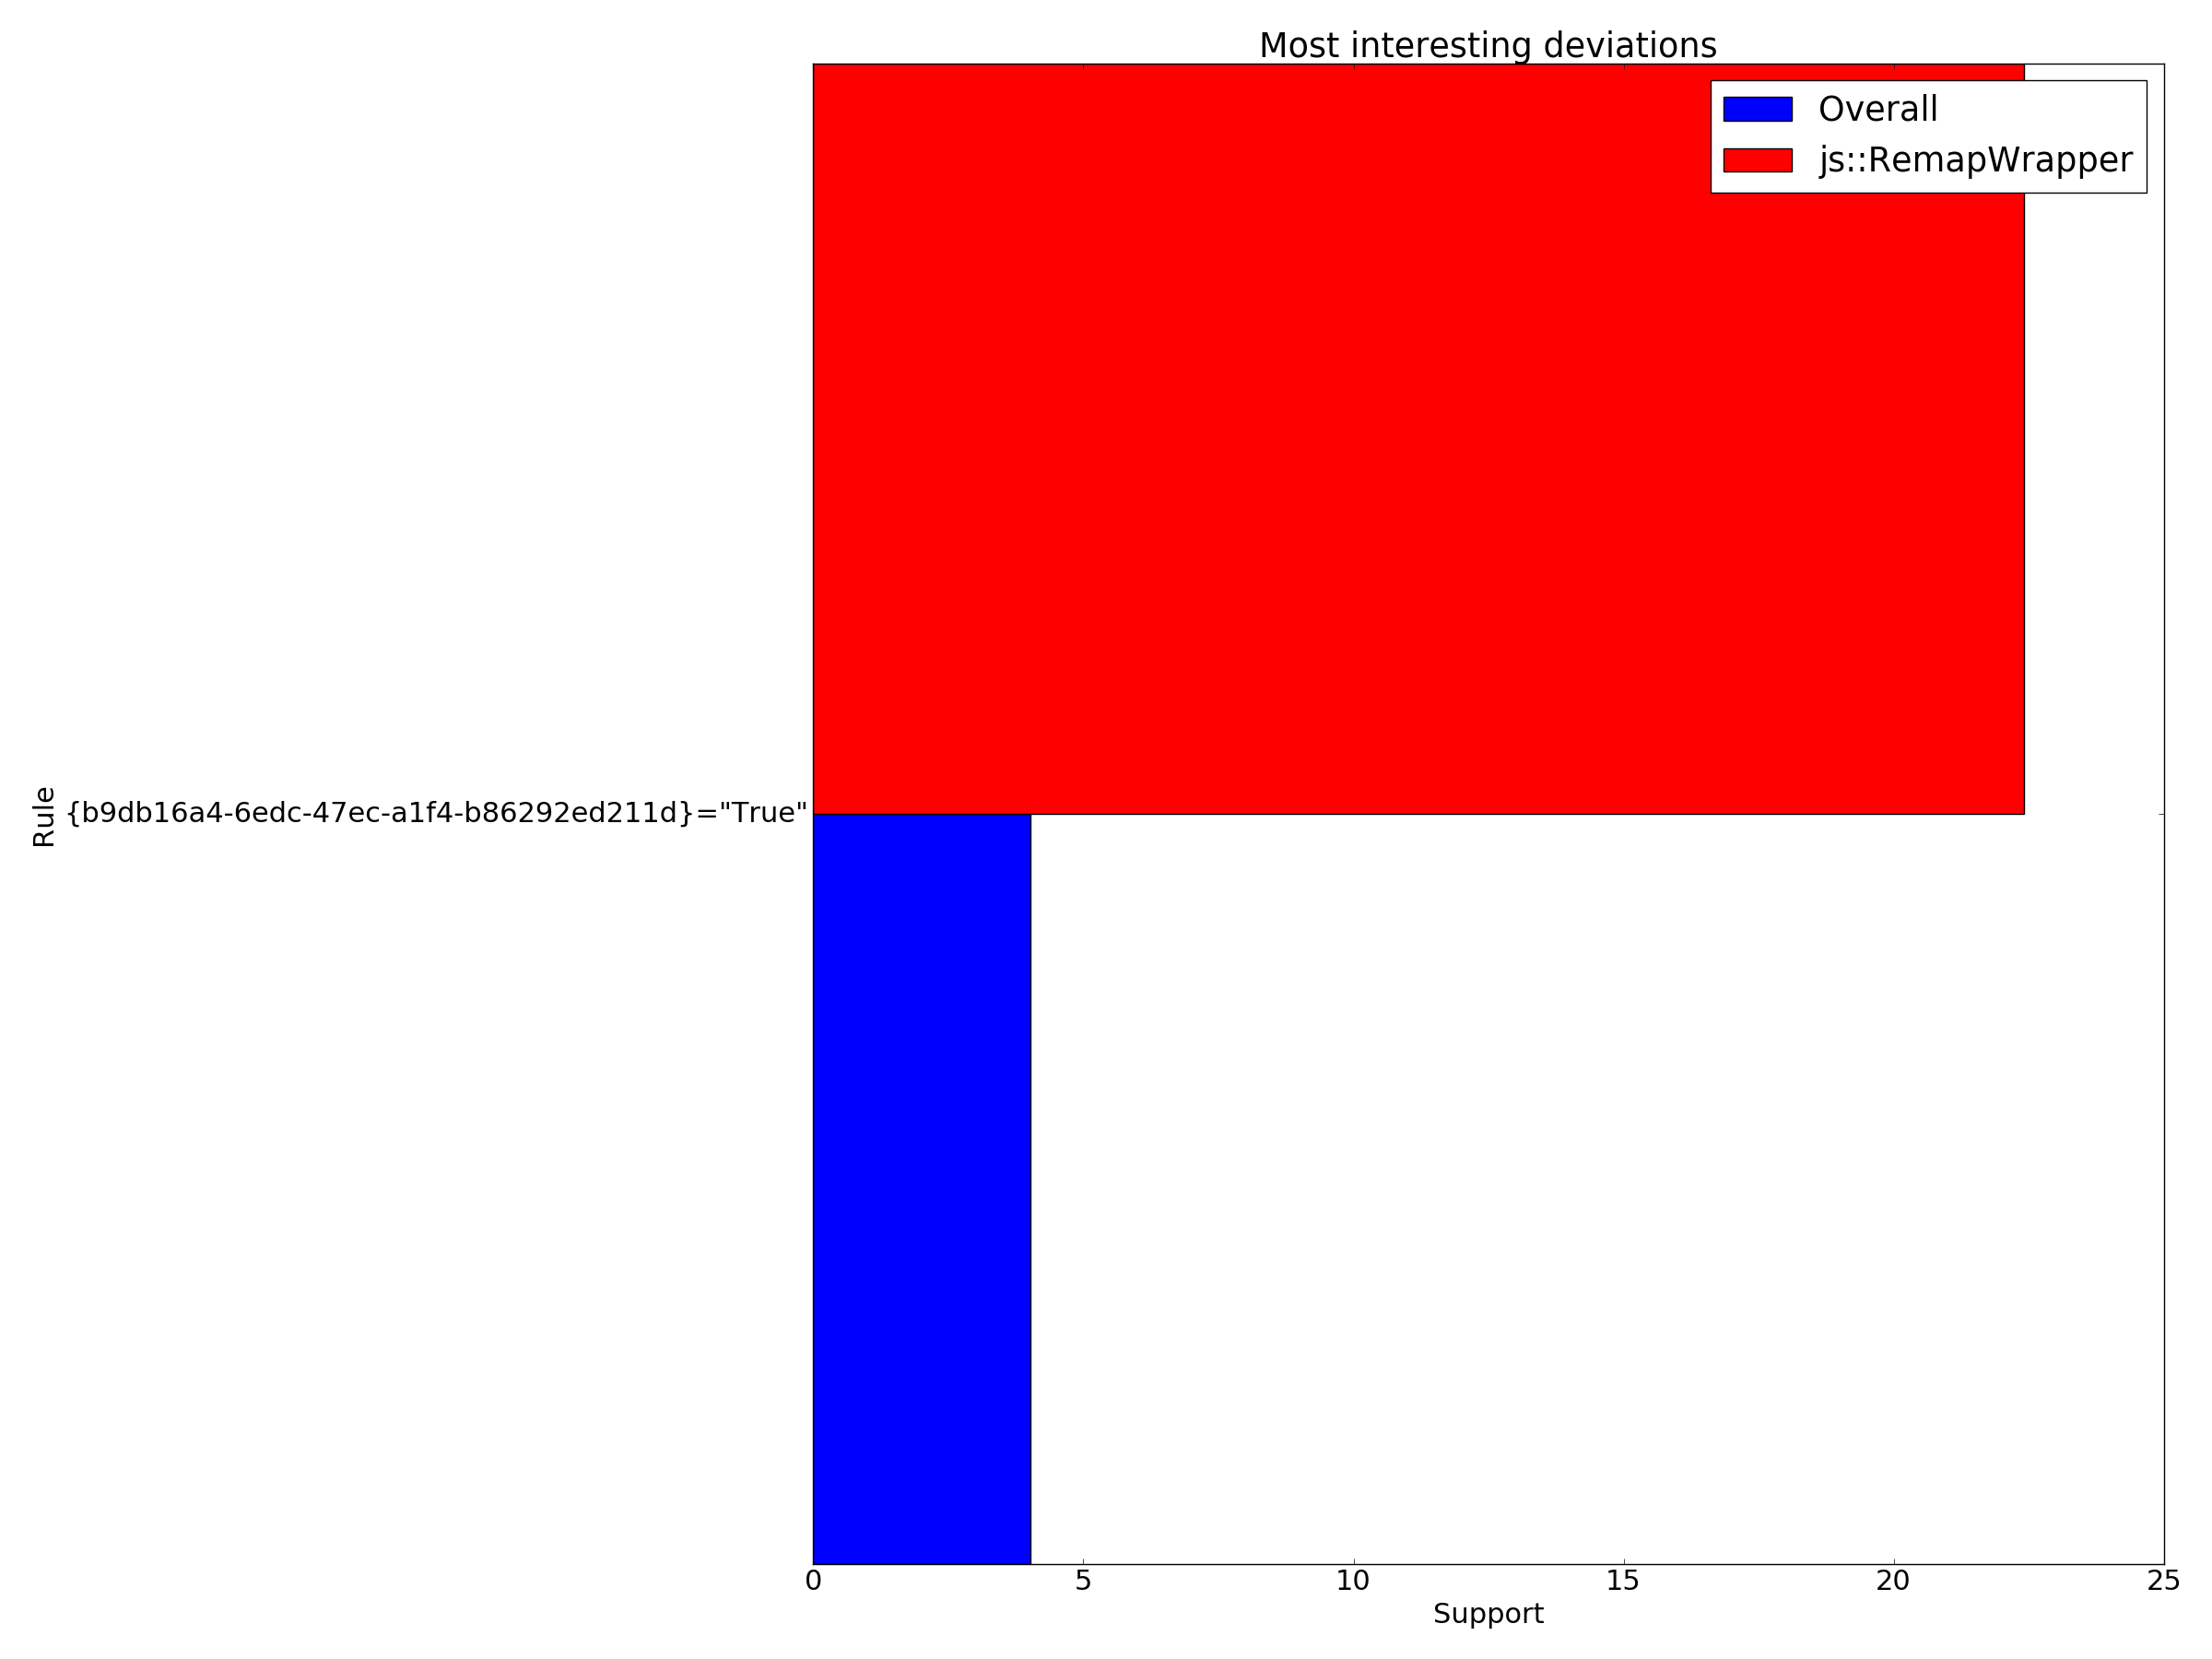 Most interesting deviations
Overall
js::RemapWrapper
Rule
{b9db16a4-6edc-47ec-a1f4-b86292ed211d}="True"
0 5 10 15 20 25
Support